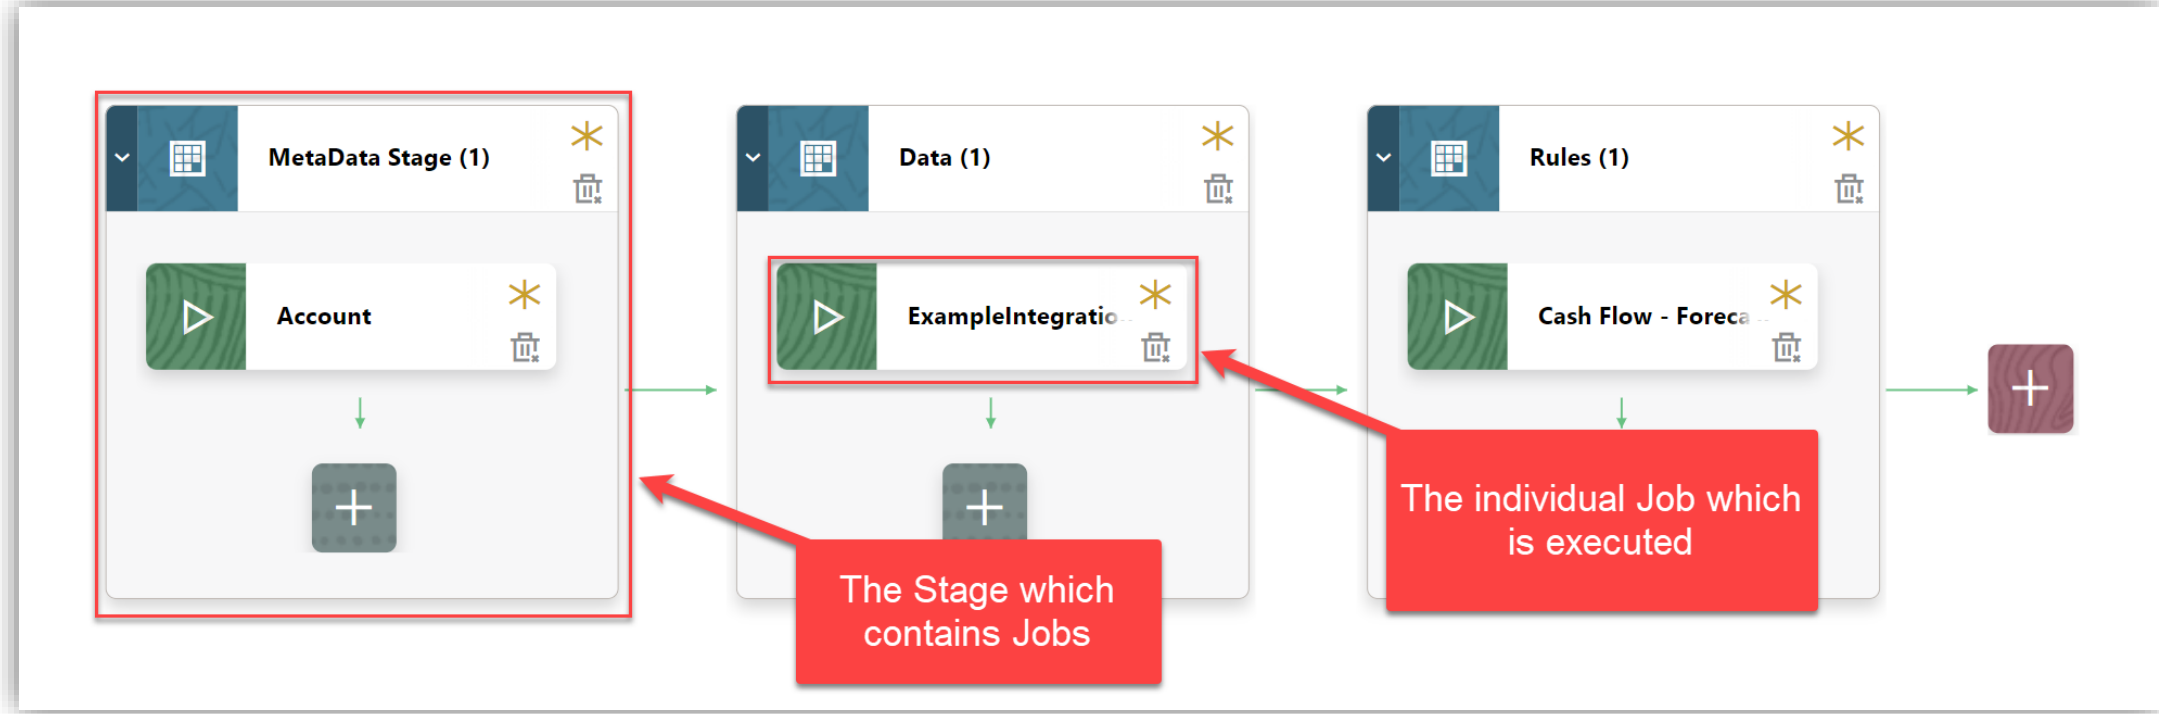 MetaData Stage (1)
Data (1)
Rules (1)
Account
ExampleIntegratio...
Cash Flow - Foreca...
The individual Job which
is executed
The Stage which
contains Jobs